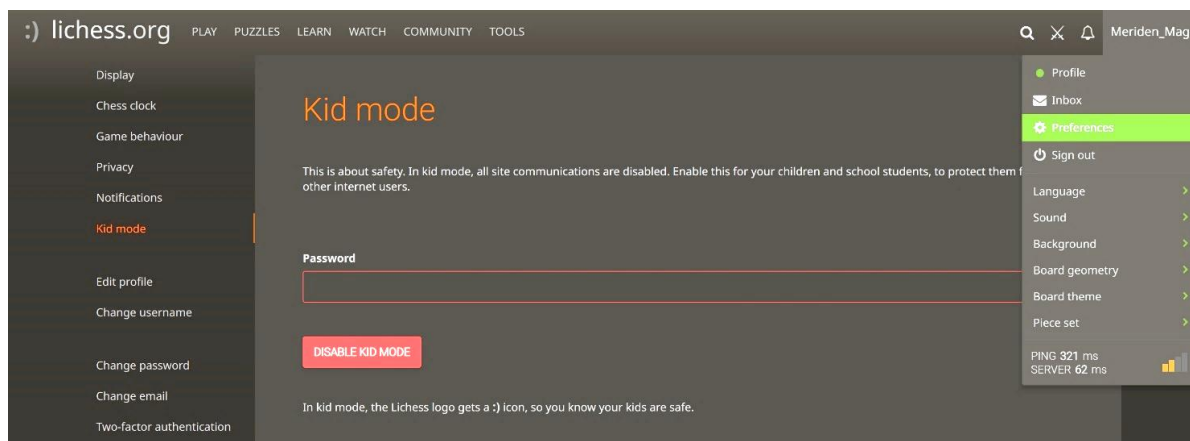 :) lichess.org PLAY PUZZLES LEARN WATCH COMMUNITY TOOLS Meriden_Mag
Display
Chess clock
Game behaviour
Privacy
Notifications
Kid mode
Edit profile
Change username
Change password
Change email
Two-factor authentication
Kid mode
This is about safety. In kid mode, all site communications are disabled. Enable this for your children and school students, to protect them f
other internet users.
Password
DISABLE KID MODE
In kid mode, the Lichess logo gets a :) icon, so you know your kids are safe.
Profile
Inbox
Preferences
Sign out
Language
Sound
Background
Board geometry
Board theme
Piece set
PING 321 ms
SERVER 62 ms